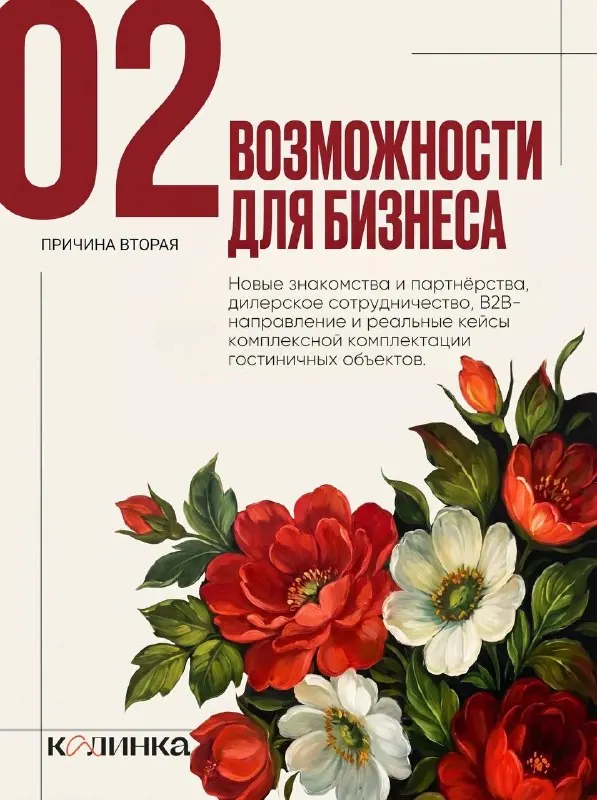 02
ВОЗМОЖНОСТИ
ДЛЯ БИЗНЕСА
ПРИЧИНА ВТОРАЯ
Новые знакомства и партнёрства,
дилерское сотрудничество, B2B-
направление и реальные кейсы
комплексной комплектации
гостиничных объектов.
КАЛИНКА